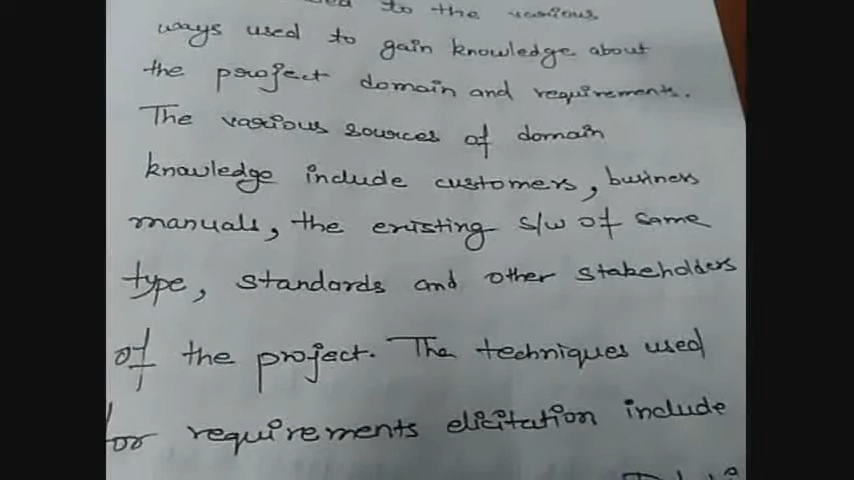 to the various
ways used to gain knowledge about
the project domain and requirements.
The various sources of domain
knowledge include customers, business
manuals, the existing s/w of same
type, standards and other stakeholders
of the project. The techniques used
for requirements elicitation include